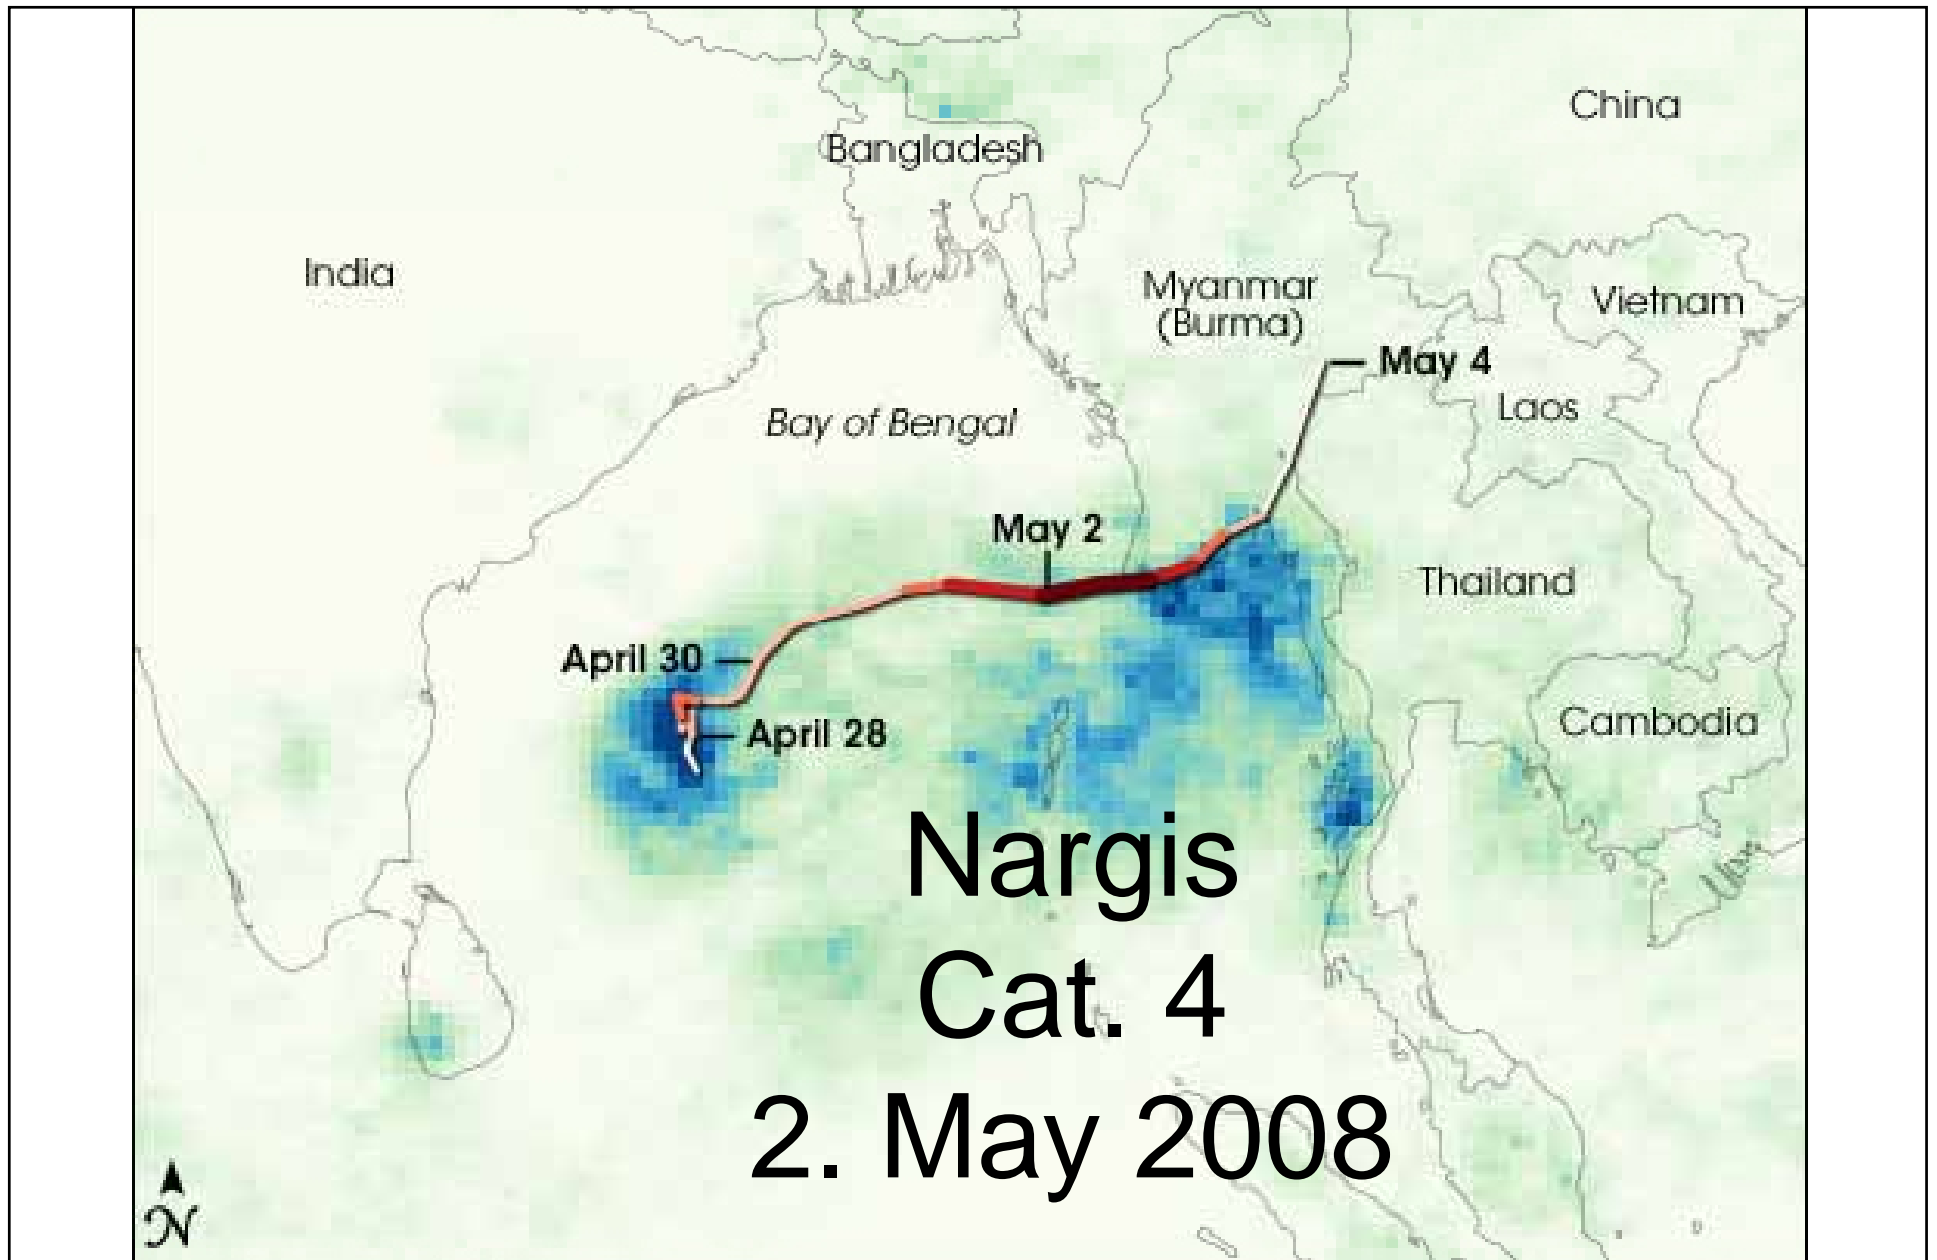 China
Bangladesh
India
Myanmar
(Burma)
Vietnam
May 4
Laos
Bay of Bengal
May 2
Thailand
April 30
Cambodia
April 28
Nargis
Cat. 4
2. May 2008
N